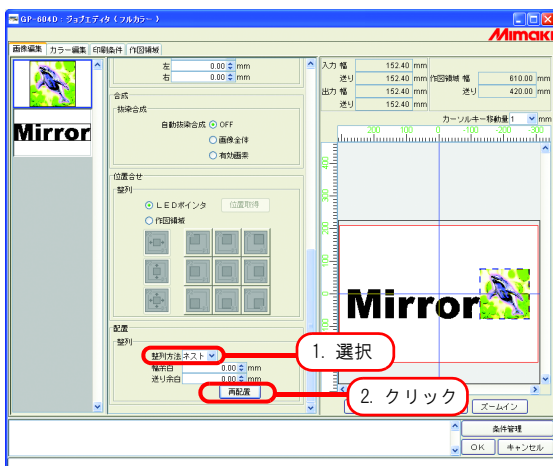 GP-604D : ジョブエディタ ( フルカラー )
Mimaki
画像編集 カラー編集 印刷条件 作図領域
Mirror
左 0.00 mm
右 0.00 mm
合成
抜染合成
自動抜染合成 OFF
画像全体
有効画素
位置合せ
整列
LEDポインタ 位置取得
作図領域
配置
整列
整列方法 ネスト
幅余白 0.00 mm
送り余白 0.00 mm
再配置
入力 幅 152.40 mm
送り 152.40 mm 作図領域 幅 610.00 mm
出力 幅 152.40 mm 送り 420.00 mm
送り 152.40 mm
カーソルキー移動量 1 mm
200 100 0 -100 -200 -300
Mirror
1. 選択
2. クリック
ズームイン
条件管理
OK キャンセル